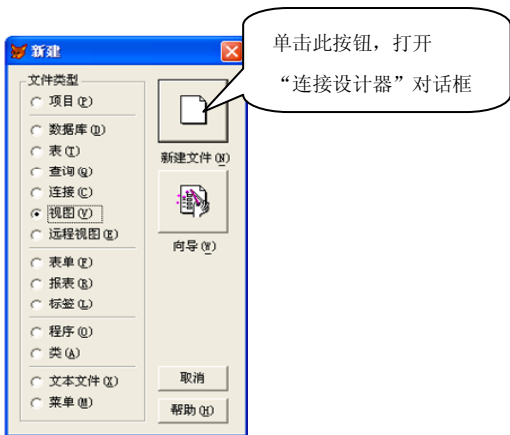 新建
单击此按钮，打开
“连接设计器”对话框
文件类型
项目(P)
数据库(D)
表(T)
查询(Q)
连接(C)
视图(V)
远程视图(E)
表单(F)
报表(R)
标签(L)
程序(O)
类(A)
文本文件(X)
菜单(M)
新建文件(N)
向导(W)
取消
帮助(H)